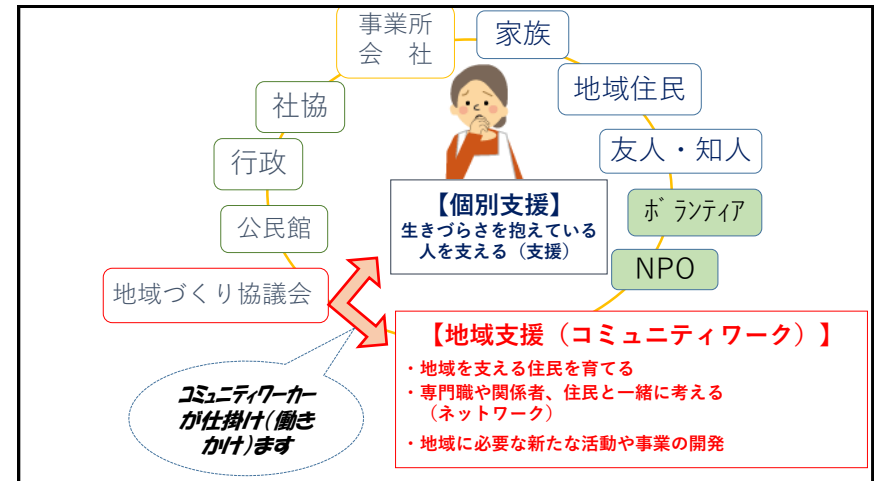 事業所
会 社
家族
地域住民
友人・知人
ボランティア
NPO
社協
行政
公民館
地域づくり協議会
【個別支援】
生きづらさを抱えている
人を支える(支援)
【地域支援(コミュニティワーク)】
・地域を支える住民を育てる
・専門職や関係者、住民と一緒に考える
(ネットワーク)
・地域に必要な新たな活動や事業の開発
コミュニティワーカー
が仕掛け(働き
かけ)ます